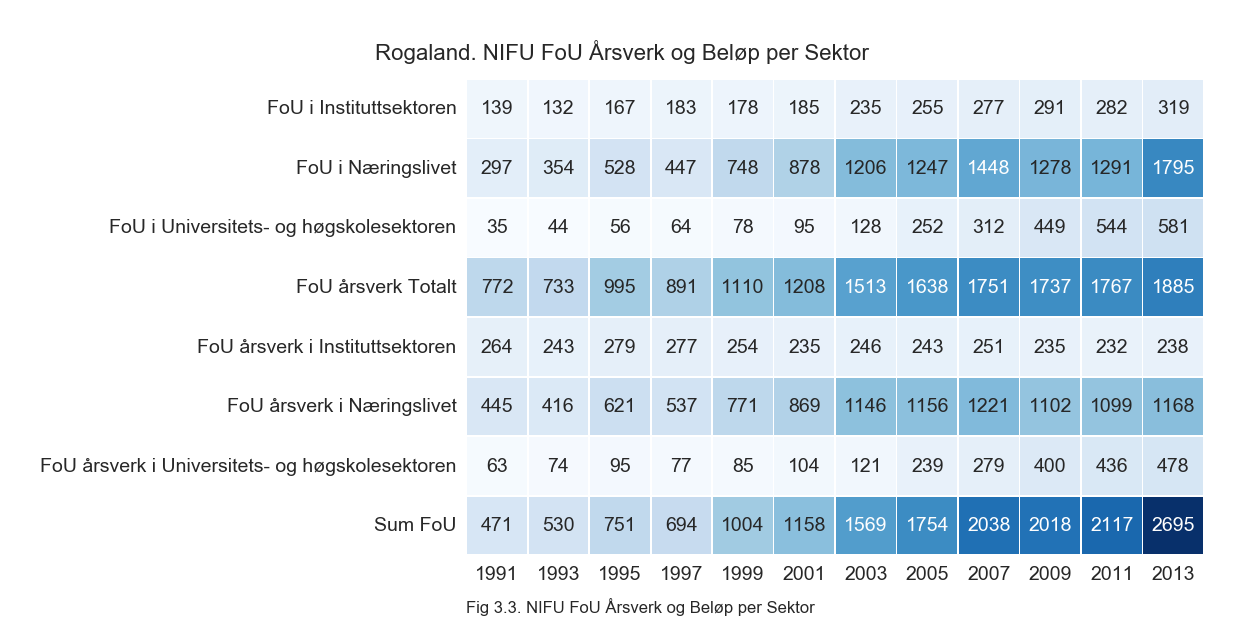 Rogaland. NIFU FoU Årsverk og Beløp per Sektor
FoU i Instituttsektoren 139 132 167 183 178 185 235 255 277 291 282 319
FoU i Næringslivet 297 354 528 447 748 878 1206 1247 1448 1278 1291 1795
FoU i Universitets- og høgskolesektoren 35 44 56 64 78 95 128 252 312 449 544 581
FoU årsverk Totalt 772 733 995 891 1110 1208 1513 1638 1751 1737 1767 1885
FoU årsverk i Instituttsektoren 264 243 279 277 254 235 246 243 251 235 232 238
FoU årsverk i Næringslivet 445 416 621 537 771 869 1146 1156 1221 1102 1099 1168
FoU årsverk i Universitets- og høgskolesektoren 63 74 95 77 85 104 121 239 279 400 436 478
Sum FoU 471 530 751 694 1004 1158 1569 1754 2038 2018 2117 2695
1991 1993 1995 1997 1999 2001 2003 2005 2007 2009 2011 2013
Fig 3.3. NIFU FoU Årsverk og Beløp per Sektor